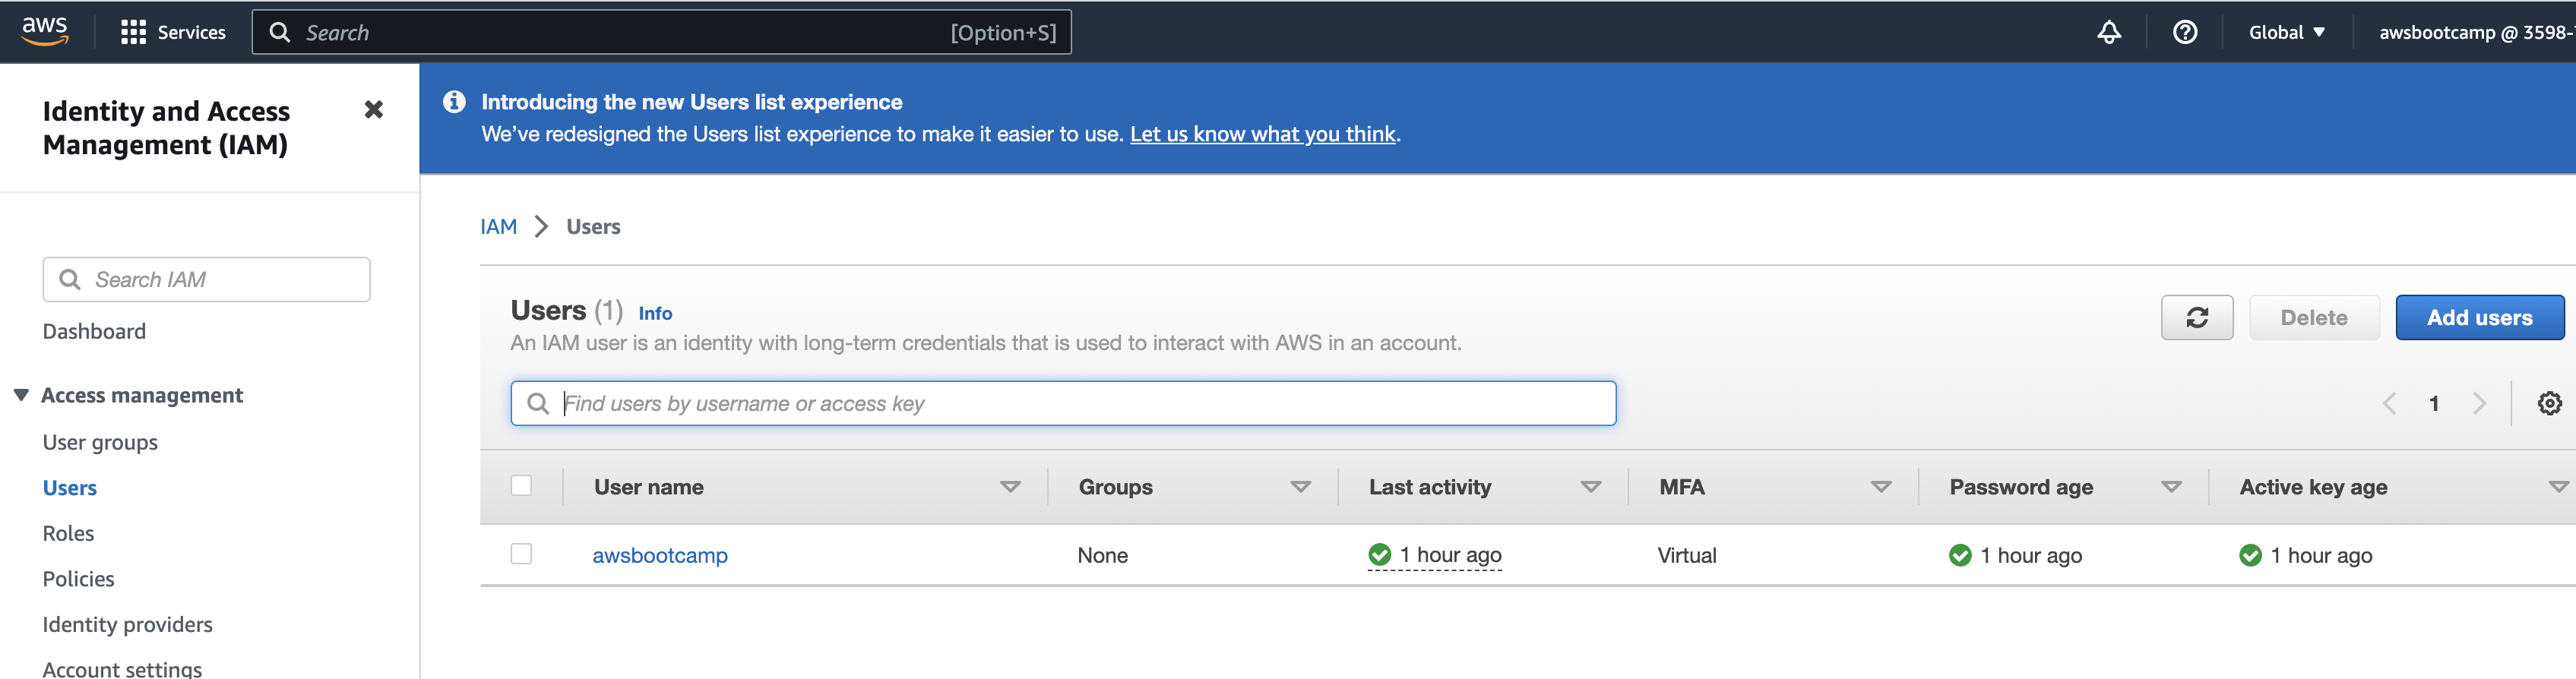 aws
Services
Search
[Option+S]
Global
awsbootcamp @ 3598-
Identity and Access
Management (IAM)
Search IAM
Dashboard
Access management
User groups
Users
Roles
Policies
Identity providers
Account settings
Introducing the new Users list experience
We’ve redesigned the Users list experience to make it easier to use. Let us know what you think.
IAM > Users
Users (1) Info
An IAM user is an identity with long-term credentials that is used to interact with AWS in an account.
Delete
Add users
Find users by username or access key
1
User name Groups Last activity MFA Password age Active key age
awsbootcamp None 1 hour ago Virtual 1 hour ago 1 hour ago